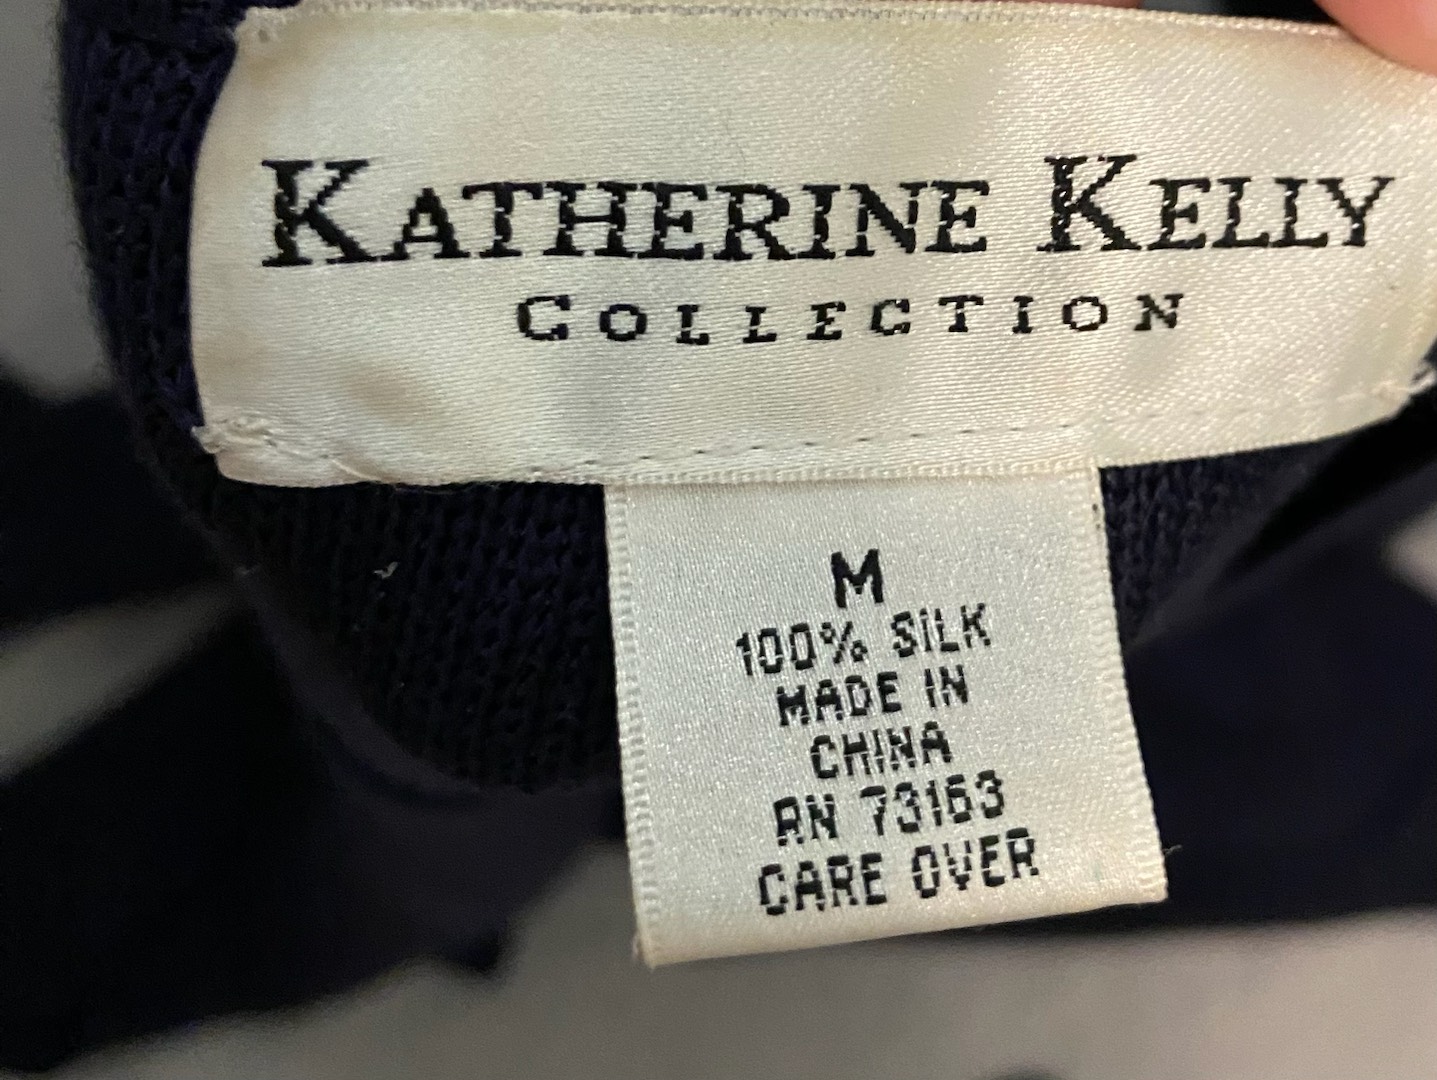 KATHERINE KELLY
COLLECTION
M
100% SILK
MADE IN
CHINA
RN 73163
CARE OVER